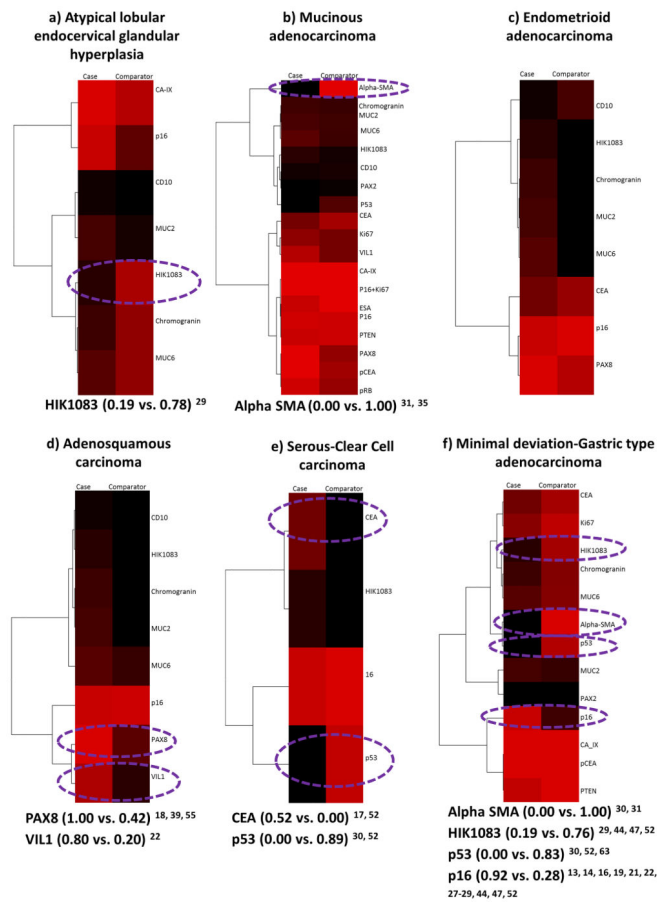 a) Atypical lobular
endocervical glandular
hyperplasia
Case Comparator
CA-IX
p16
CD10
MUC2
HIK1083
Chromogranin
MUC6
HIK1083 (0.19 vs. 0.78) 29
b) Mucinous
adenocarcinoma
Case Comparator
Alpha-SMA
Chromogranin
MUC2
MUC6
HIK1083
CD10
PAX2
P53
CEA
Ki67
VIL1
CA-IX
P16+Ki67
ESA
P16
PTEN
PAX8
pCEA
pRB
Alpha SMA (0.00 vs. 1.00) 31, 35
c) Endometrioid
adenocarcinoma
Case Comparator
CD10
HIK1083
Chromogranin
MUC2
MUC6
CEA
p16
PAX8
d) Adenosquamous
carcinoma
Case Comparator
CD10
HIK1083
Chromogranin
MUC2
MUC6
p16
PAX8
VIL1
PAX8 (1.00 vs. 0.42) 18, 39, 55
VIL1 (0.80 vs. 0.20) 22
e) Serous-Clear Cell
carcinoma
Case Comparator
CEA
HIK1083
16
p53
CEA (0.52 vs. 0.00) 17, 52
p53 (0.00 vs. 0.89) 30, 52
f) Minimal deviation-Gastric type
adenocarcinoma
Case Comparator
CEA
Ki67
HIK1083
Chromogranin
MUC6
Alpha-SMA
p53
MUC2
PAX2
p16
CA_IX
pCEA
PTEN
Alpha SMA (0.00 vs. 1.00) 30, 31
HIK1083 (0.19 vs. 0.76) 29, 44, 47, 52
p53 (0.00 vs. 0.83) 30, 52, 63
p16 (0.92 vs. 0.28) 13, 14, 16, 19, 21, 22,
27-29, 44, 47, 52